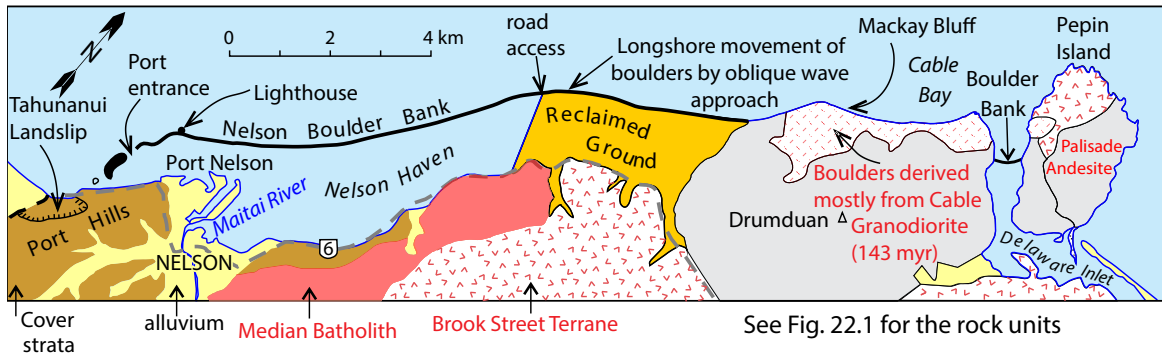 N
0
4 km
Port
entrance
Lighthouse
Tahunanui
Landslip
Nelson Boulder Bank
road
access
Longshore movement of
boulders by oblique wave
approach
Mackay Bluff
Cable
Bay
Boulder
Bank
Pepin
Island
Port Nelson
Maitai River
Nelson Haven
Reclaimed
Ground
Palisade
Andesite
Boulders derived
mostly from Cable
Granodiorite
(143 myr)
Drumduan
Port Hills
NELSON
6
Delaware Inlet
Cover
strata
alluvium
Median Batholith
Brook Street Terrane
See Fig. 22.1 for the rock units